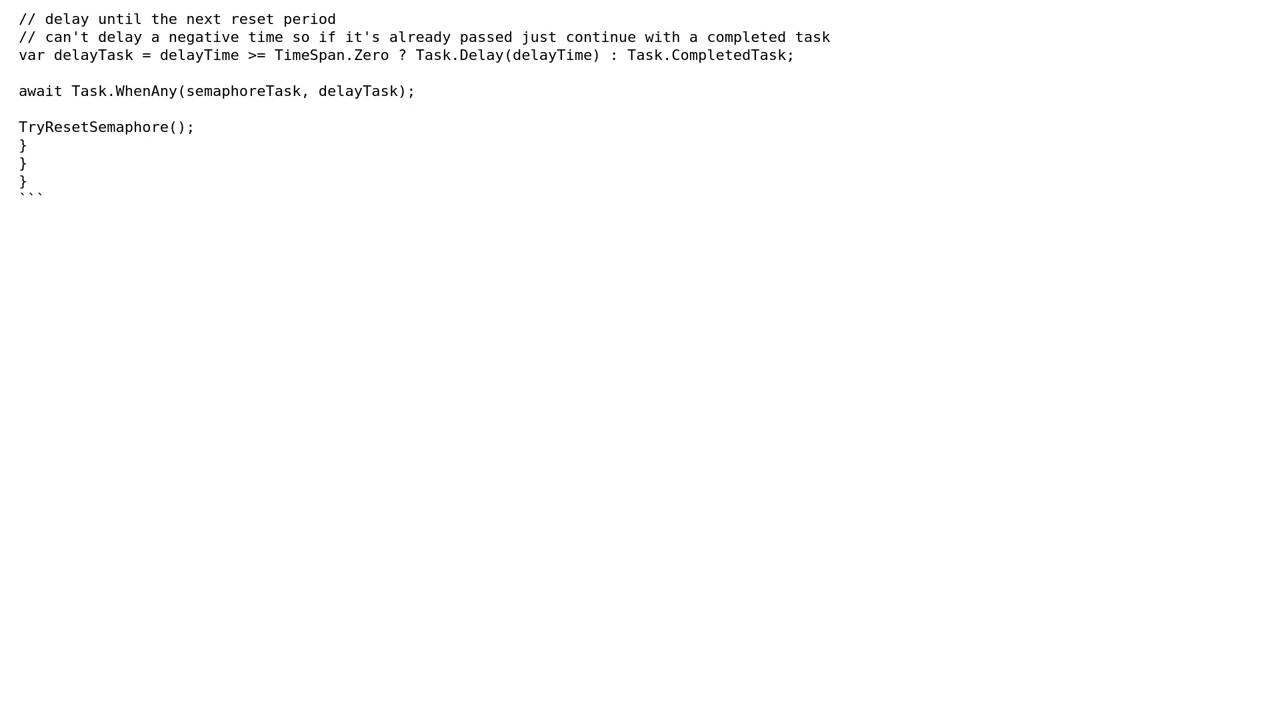 // delay until the next reset period
// can't delay a negative time so if it's already passed just continue with a completed task
var delayTask = delayTime >= TimeSpan.Zero ? Task.Delay(delayTime) : Task.CompletedTask;
await Task.WhenAny(semaphoreTask, delayTask);
TryResetSemaphore();
}
}
}
```